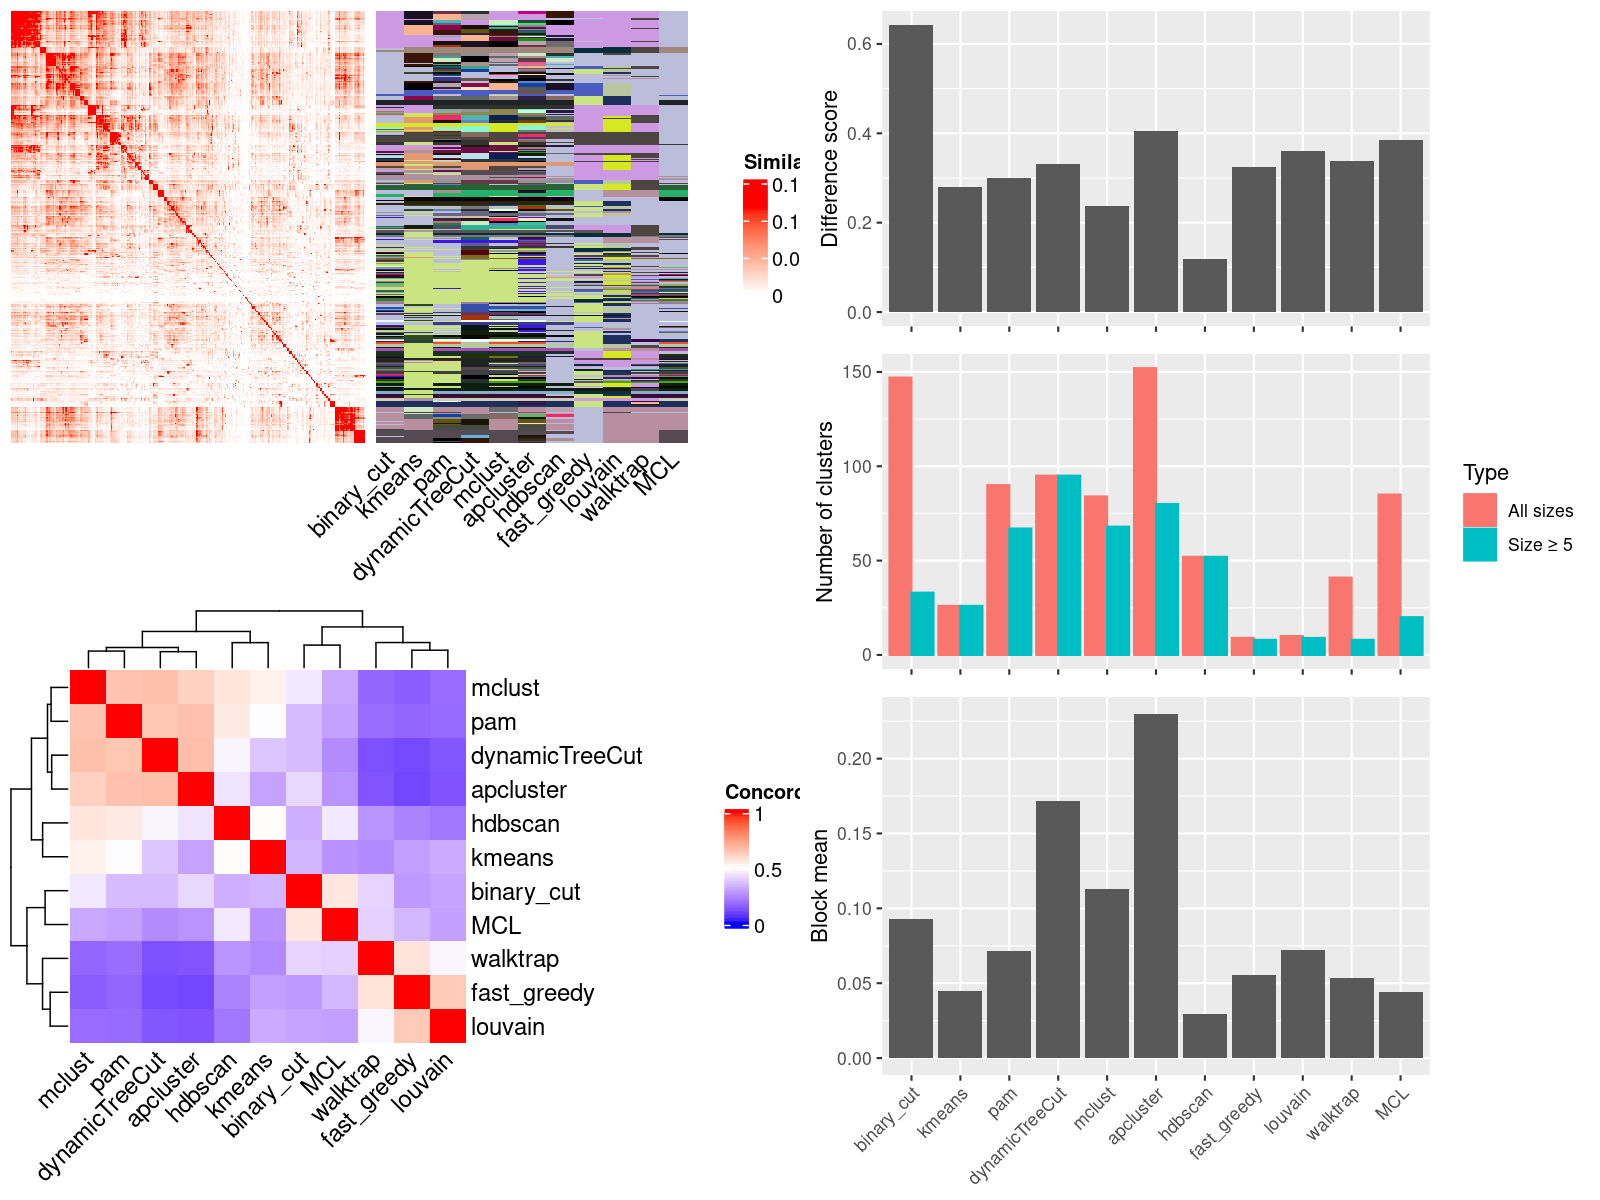 Simila
0.1
0.1
0.0
0
binary_cut
kmeans
pam
dynamicTreeCut
mclust
apcluster
hdbscan
fast_greedy
louvain
walktrap
MCL
mclust
pam
dynamicTreeCut
apcluster
hdbscan
kmeans
binary_cut
MCL
walktrap
fast_greedy
louvain
mclust
pam
dynamicTreeCut
apcluster
hdbscan
kmeans
binary_cut
MCL
walktrap
fast_greedy
louvain
Concord
1
0.5
0
Difference score
0.6
0.4
0.2
0.0
Number of clusters
150
100
50
0
Type
All sizes
Size ≥ 5
Block mean
0.20
0.15
0.10
0.05
0.00
binary_cut
kmeans
pam
dynamicTreeCut
mclust
apcluster
hdbscan
fast_greedy
louvain
walktrap
MCL